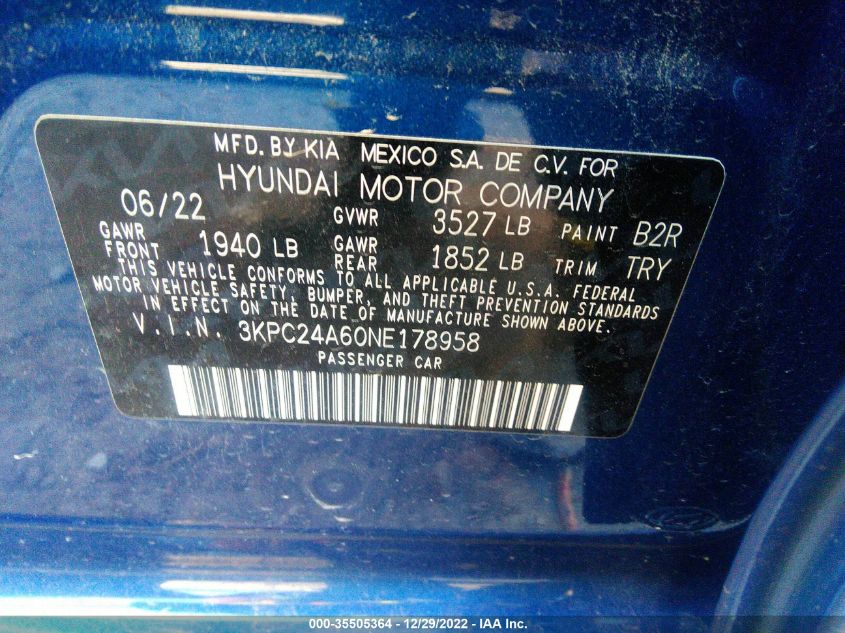 MFD. BY KIA MEXICO S.A. DE C.V. FOR
HYUNDAI MOTOR COMPANY
06/22 GVWR 3527 LB PAINT B2R
GAWR FRONT 1940 LB GAWR REAR 1852 LB TRIM TRY
THIS VEHICLE CONFORMS TO ALL APPLICABLE U.S.A. FEDERAL
MOTOR VEHICLE SAFETY, BUMPER, AND THEFT PREVENTION STANDARDS
IN EFFECT ON THE DATE OF MANUFACTURE SHOWN ABOVE.
V.I.N. 3KPC24A60NE178958
PASSENGER CAR
000-35505364 - 12/29/2022 - IAA Inc.